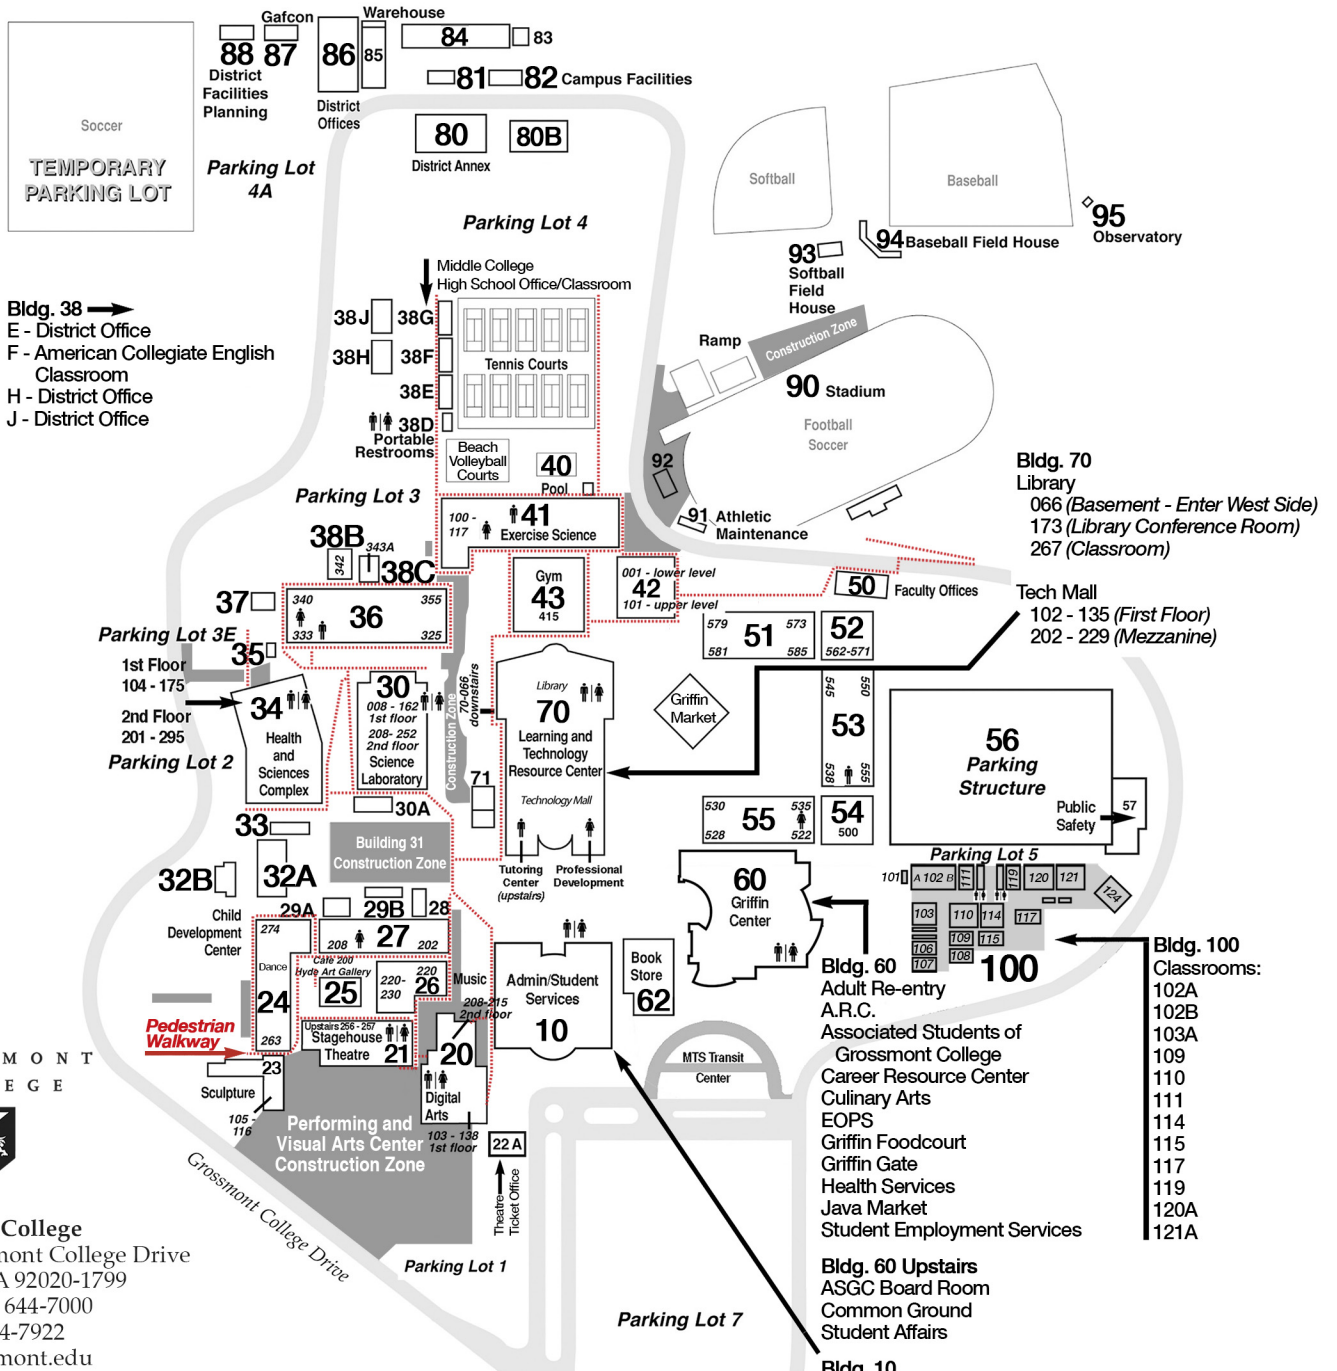 Gafcon
Warehouse
88
87
86
85
84
83
District
Facilities
Planning
District
Offices
81
82 Campus Facilities
80
80B
District Annex
Soccer
TEMPORARY
PARKING LOT
Parking Lot
4A
Parking Lot 4
Softball
Baseball
95
Observatory
94 Baseball Field House
93
Softball
Field
House
Middle College
High School Office/Classroom
Bldg. 38
E - District Office
F - American Collegiate English
Classroom
H - District Office
J - District Office
38J
38G
38H
38F
38E
38D
Portable
Restrooms
Tennis Courts
Beach
Volleyball
Courts
40
Pool
Ramp
Construction Zone
90 Stadium
Football
Soccer
92
91 Athletic
Maintenance
Parking Lot 3
100 -
117
41
Exercise Science
38B
342
343A
38C
Bldg. 70
Library
066 (Basement - Enter West Side)
173 (Library Conference Room)
267 (Classroom)
Tech Mall
102 - 135 (First Floor)
202 - 229 (Mezzanine)
Gym
43
415
001 - lower level
42
101 - upper level
50
Faculty Offices
37
340
355
36
333
325
579
573
51
581
585
52
562-571
Parking Lot 3E
35
1st Floor
104 - 175
2nd Floor
201 - 295
Parking Lot 2
34
Health
and
Sciences
Complex
30
008 - 162
1st floor
208- 252
2nd floor
Science
Laboratory
30A
Construction Zone
70-066
downstairs
71
Library
70
Learning and
Technology
Resource Center
Technology Mall
Tutoring
Center
(upstairs)
Professional
Development
Griffin
Market
545
550
53
538
555
530
535
55
528
522
54
500
56
Parking
Structure
Public
Safety
57
Parking Lot 5
101
A 102 B
111
119
120
121
124
103
110
114
117
106
109
115
107
108
100
33
32B
32A
Child
Development
Center
Building 31
Construction Zone
29A
29B
28
274
208
27
202
Dance
24
263
Cafe 200
Hyde Art Gallery
25
220-
230
220
26
Music
208-215
2nd floor
Upstairs 256 - 257
Stagehouse
Theatre
21
20
Digital
Arts
103 - 138
1st floor
Pedestrian
Walkway
23
Sculpture
105 -
116
Performing and
Visual Arts Center
Construction Zone
22 A
Theatre
Ticket Office
Admin/Student
Services
10
Book
Store
62
60
Griffin
Center
MTS Transit
Center
Bldg. 60
Adult Re-entry
A.R.C.
Associated Students of
Grossmont College
Career Resource Center
Culinary Arts
EOPS
Griffin Foodcourt
Griffin Gate
Health Services
Java Market
Student Employment Services
Bldg. 60 Upstairs
ASGC Board Room
Common Ground
Student Affairs
Bldg. 10
Bldg. 100
Classrooms:
102A
102B
103A
109
110
111
114
115
117
119
120A
121A
Grossmont College Drive
Parking Lot 1
Parking Lot 7
MONT
EGE
College
mont College Drive
A 92020-1799
644-7000
4-7922
mont.edu